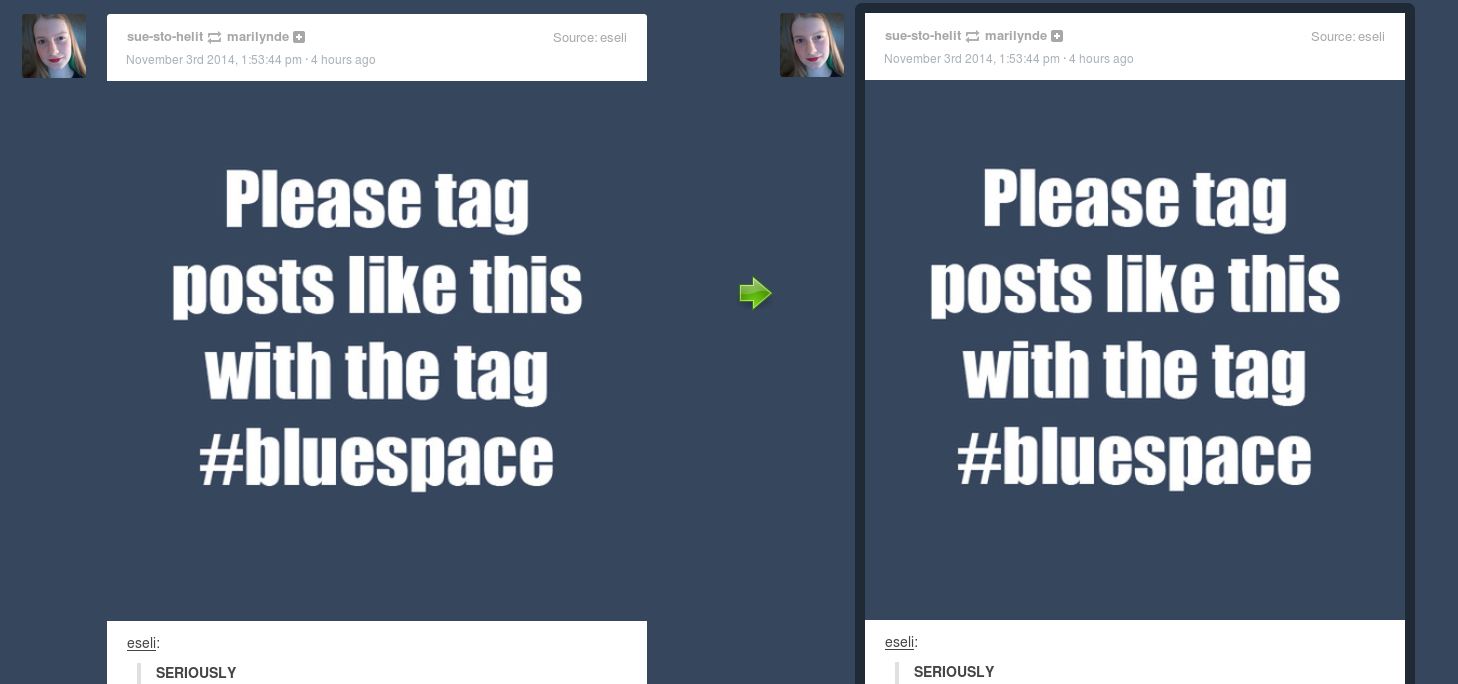 sue-sto-helit marilynde
Source: eseli
November 3rd 2014, 1:53:44 pm · 4 hours ago
Please tag
posts like this
with the tag
#bluespace
eseli:
SERIOUSLY
sue-sto-helit marilynde
Source: eseli
November 3rd 2014, 1:53:44 pm · 4 hours ago
Please tag
posts like this
with the tag
#bluespace
eseli:
SERIOUSLY